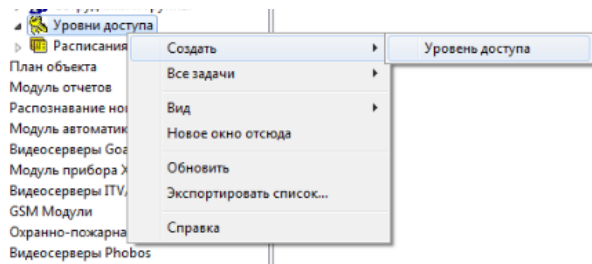 Уровни доступа
Расписания
Создать
Уровень доступа
План объекта
Все задачи
Модуль отчетов
Распознавание
Вид
Модуль
Новое окно отсюда
Видеосерверы
Обновить
Модуль прибора
Видеосерверы ITV
Экспортировать список...
GSM Модули
Справка
Видеосерверы Phobos